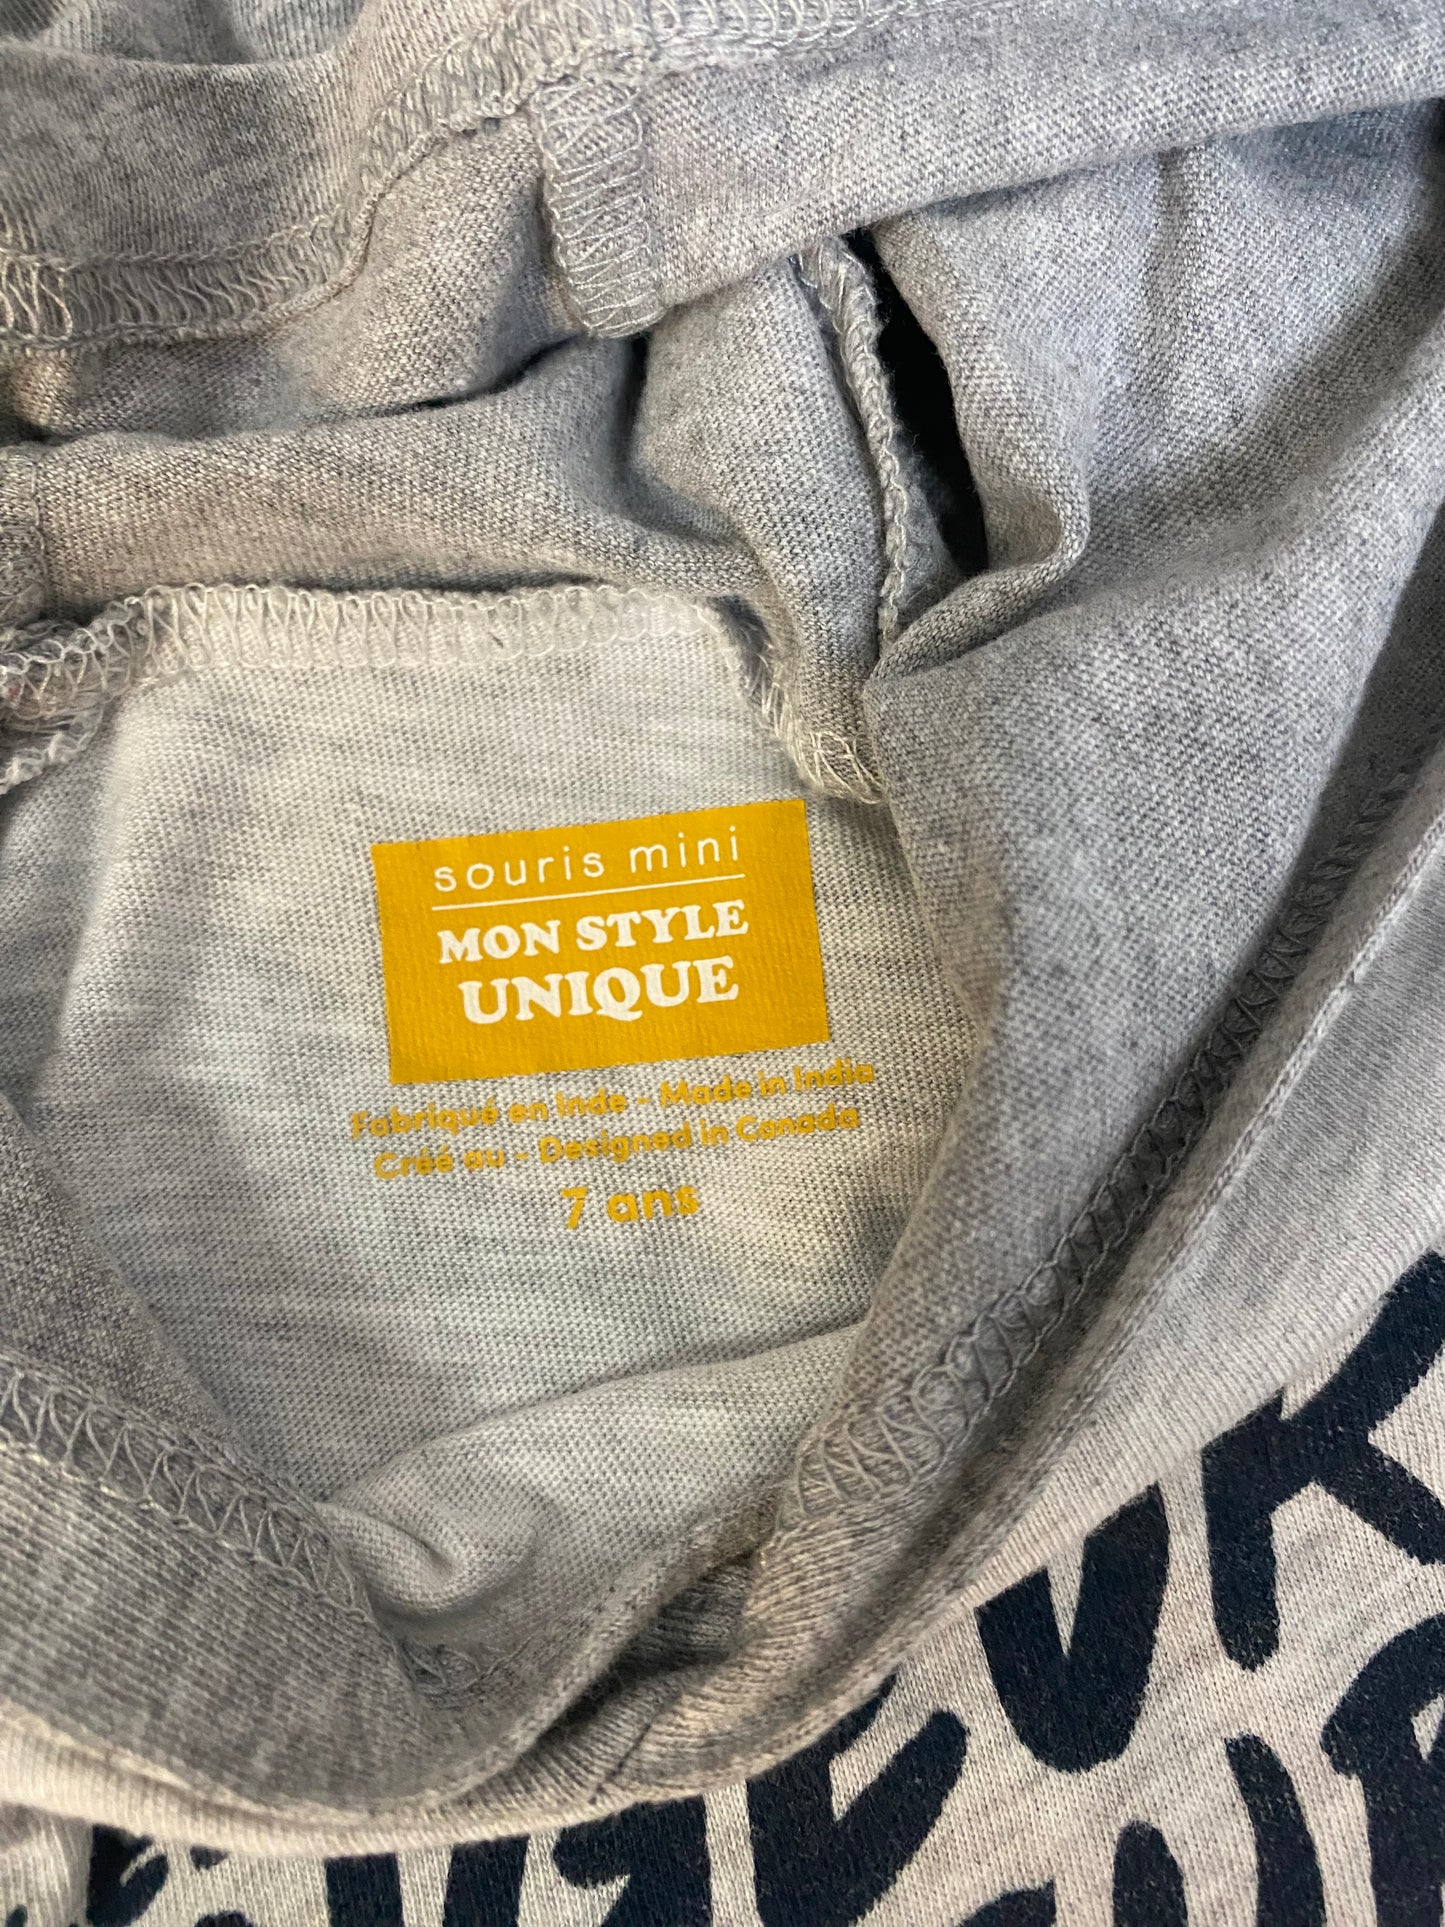 souris mini
MON STYLE
UNIQUE
Fabriqué en Inde - Made in India
Créé au - Designed in Canada
7 ans